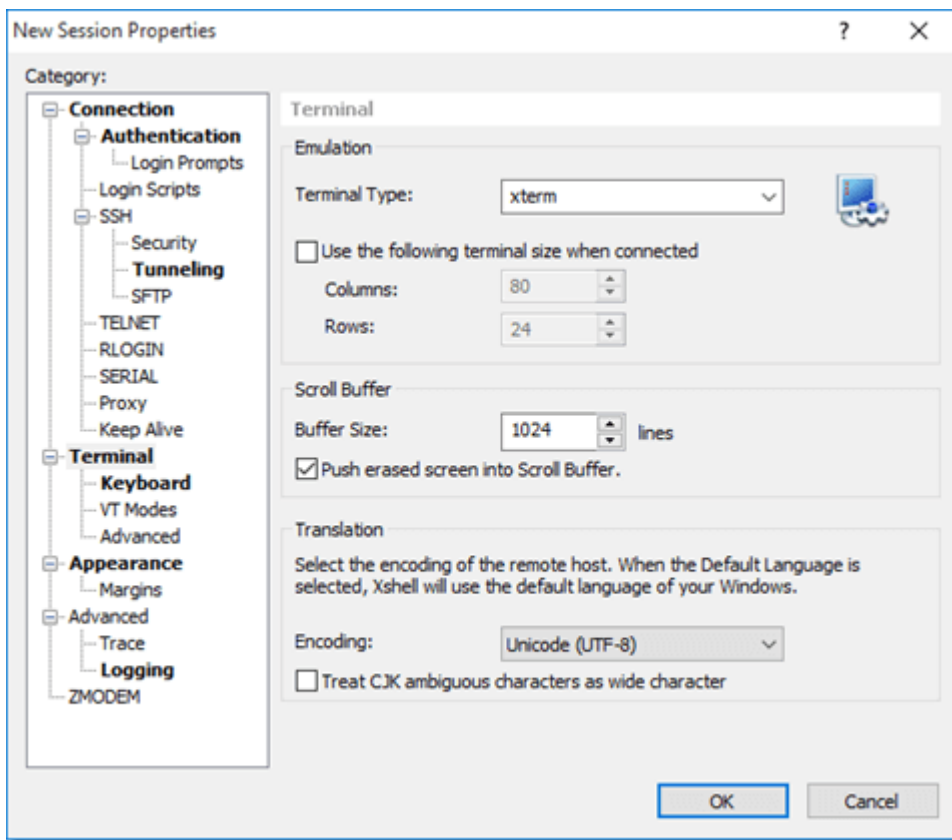 New Session Properties
?
Category:
Connection
Authentication
Login Prompts
Login Scripts
SSH
Security
Tunneling
SFTP
TELNET
RLOGIN
SERIAL
Proxy
Keep Alive
Terminal
Keyboard
VT Modes
Advanced
Appearance
Margins
Advanced
Trace
Logging
ZMODEM
Terminal
Emulation
Terminal Type: xterm
Use the following terminal size when connected
Columns: 80
Rows: 24
Scroll Buffer
Buffer Size: 1024 lines
Push erased screen into Scroll Buffer.
Translation
Select the encoding of the remote host. When the Default Language is
selected, Xshell will use the default language of your Windows.
Encoding: Unicode (UTF-8)
Treat CJK ambiguous characters as wide character
OK Cancel